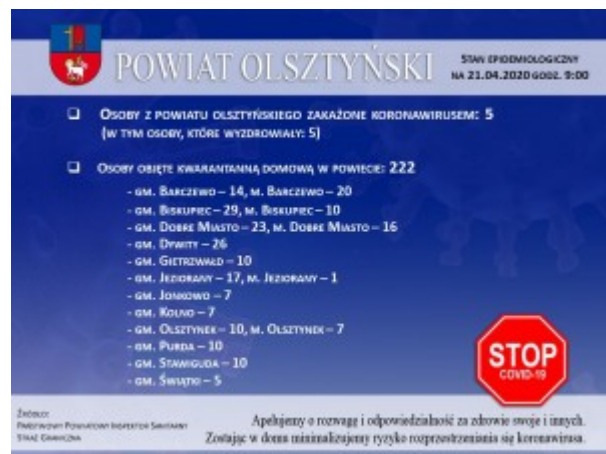 POWIAT OLSZTYŃSKI
STAN EPIDEMIOLOGICZNY
NA 21.04.2020 GODZ. 9:00
OSOBY Z POWIATU OLSZTYŃSKIEGO ZAKAŻONE KORONAWIRUSEM: 5
(W TYM OSOBY, KTÓRE WYZDROWIAŁY: 5)
OSOBY OBJĘTE KWARANTANNĄ DOMOWĄ W POWIECIE: 222
- GM. BARCZEWO – 14, M. BARCZEWO – 20
- GM. BISKUPIEC – 29, M. BISKUPIEC – 10
- GM. DOBRE MIASTO – 23, M. DOBRE MIASTO – 16
- GM. DYWITY – 26
- GM. GIETRZWAŁD – 10
- GM. JEZIORANY – 17, M. JEZIORANY – 1
- GM. JONKOWO – 7
- GM. KOLNO – 7
- GM. OLSZTYNEK – 10, M. OLSZTYNEK – 7
- GM. PURDA – 10
- GM. STAWIGUDA – 10
- GM. ŚWIĄTKI – 5
STOP
COVID-19
ŹRÓDŁO:
PAŃSTWOWY POWIATOWY INSPEKTOR SANITARNY
STRAŻ GRANICZNA
Apelujemy o rozwagę i odpowiedzialność za zdrowie swoje i innych.
Zostając w domu minimalizujemy ryzyko rozprzestrzeniania się koronawirusa.